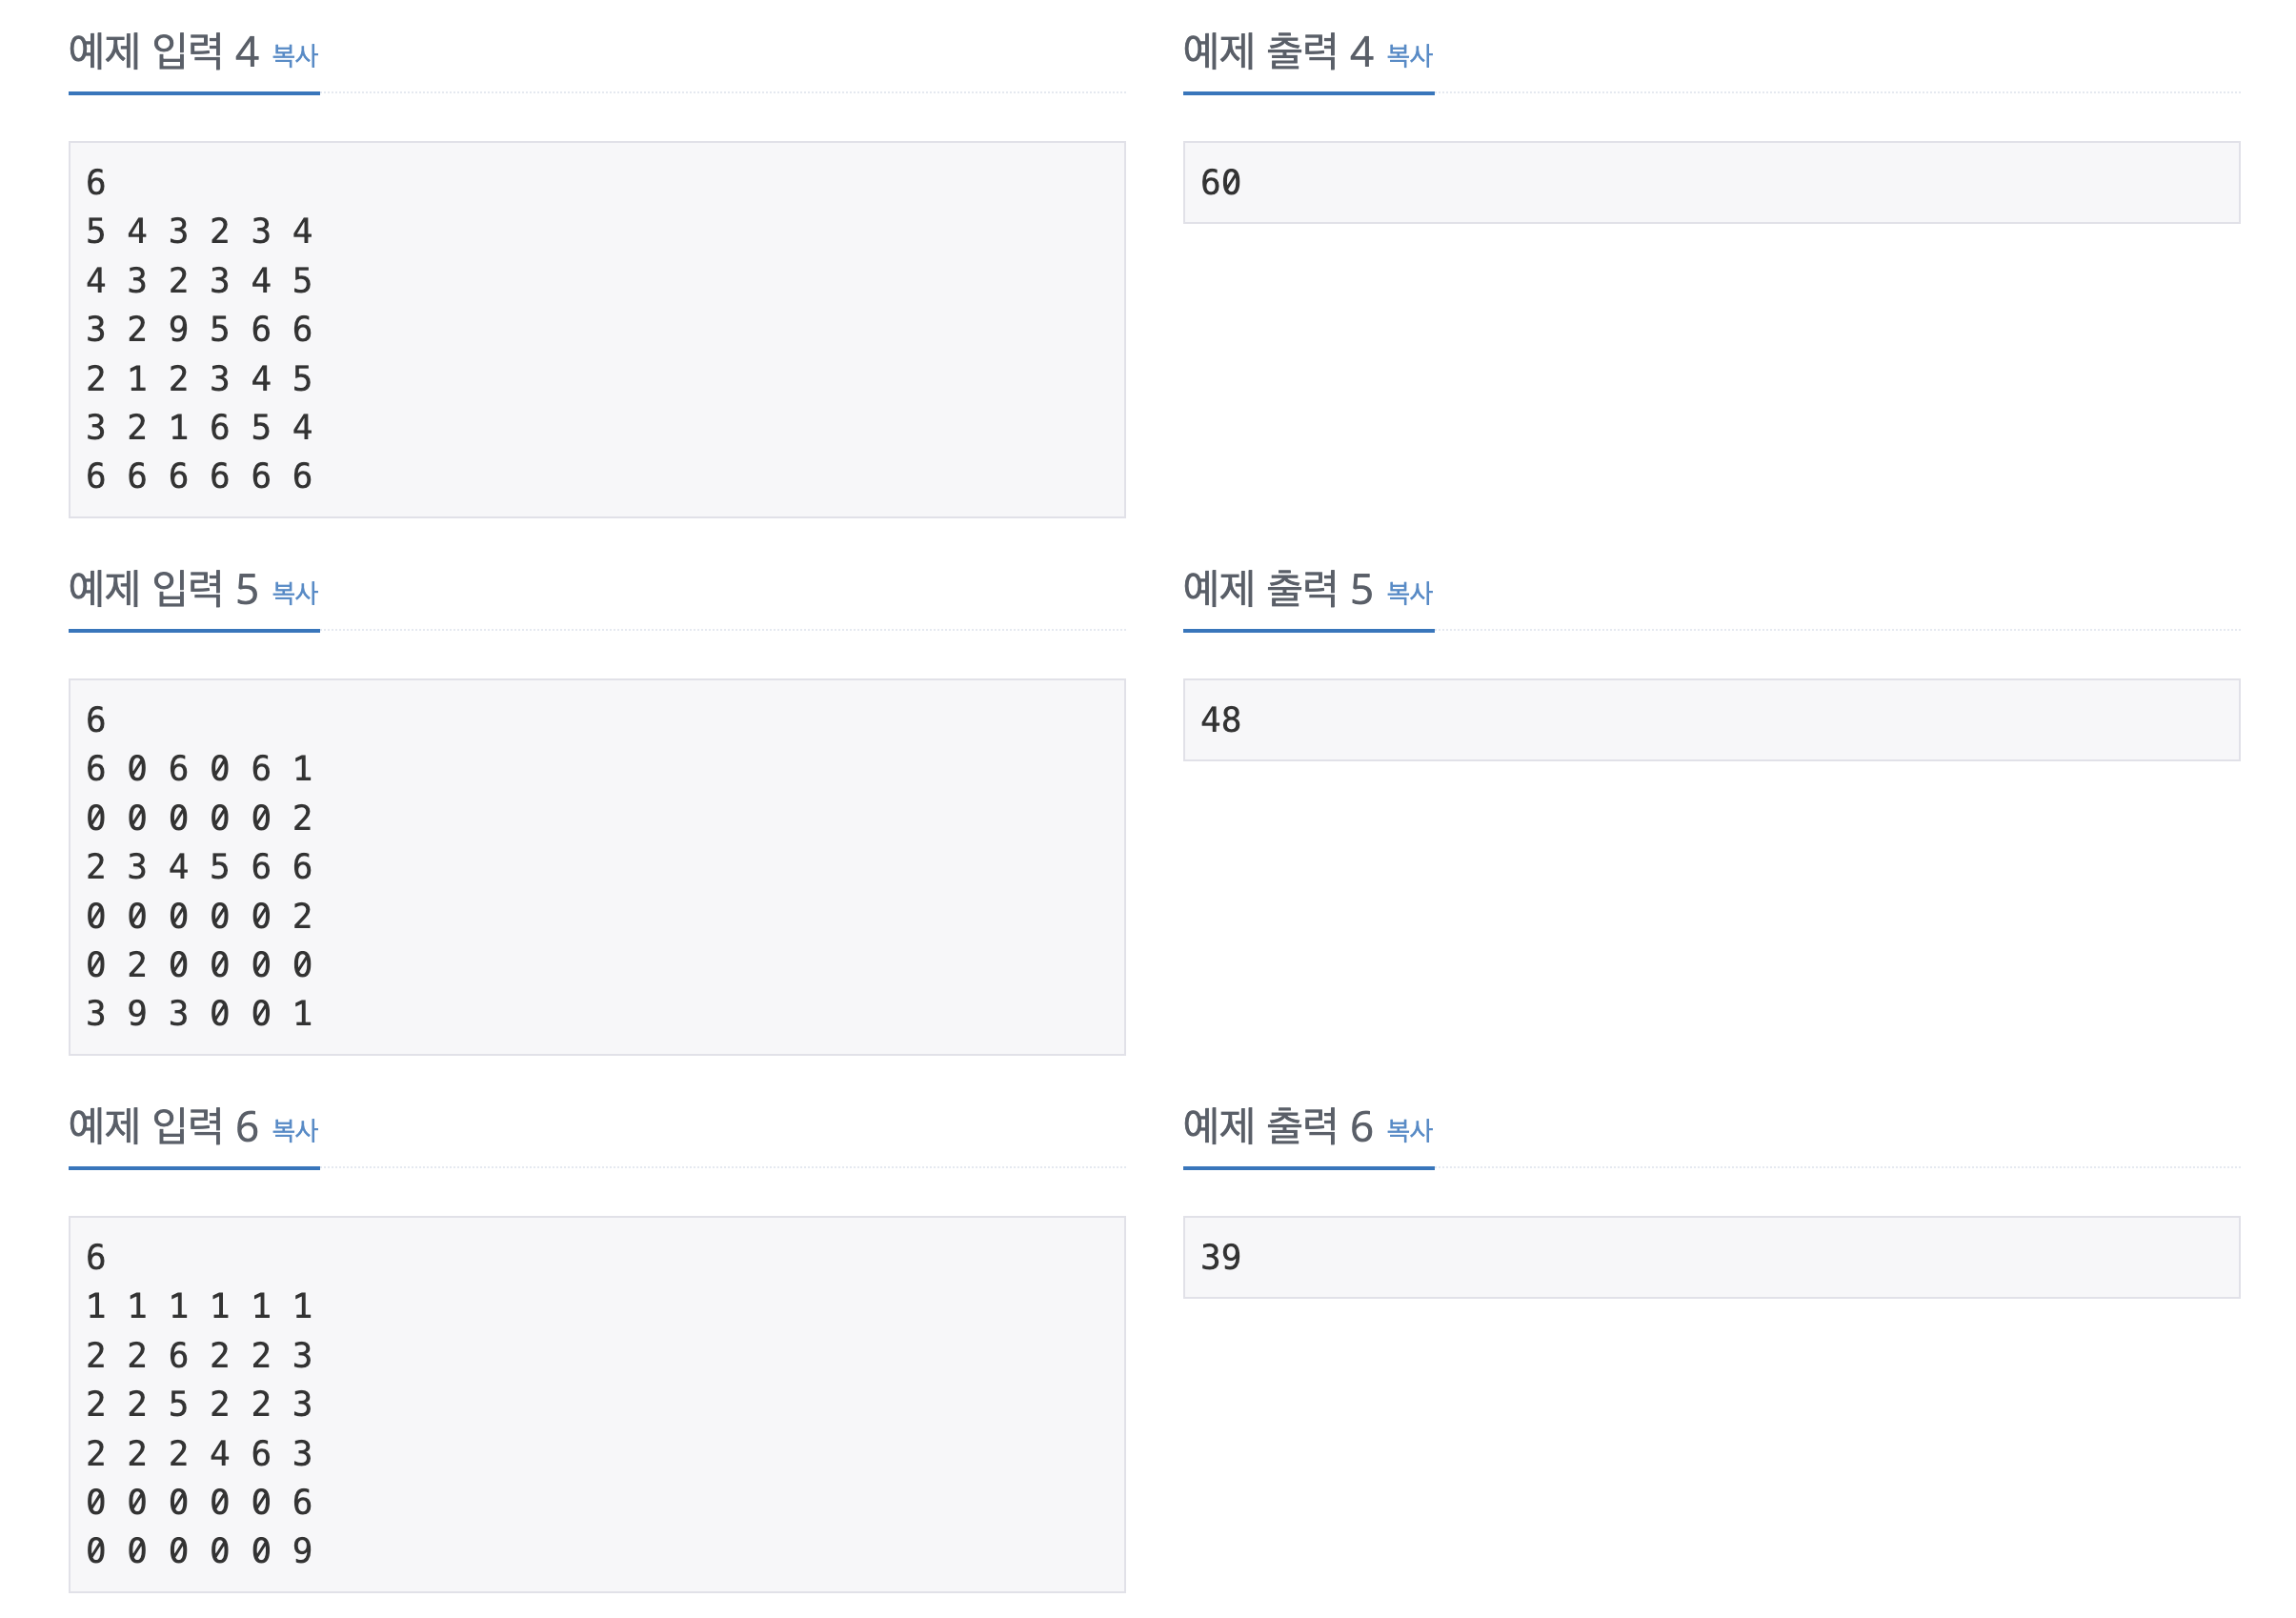 예제 입력 4 복사
6
5 4 3 2 3 4
4 3 2 3 4 5
3 2 9 5 6 6
2 1 2 3 4 5
3 2 1 6 5 4
6 6 6 6 6 6
예제 출력 4 복사
60
예제 입력 5 복사
6
6 0 6 0 6 1
0 0 0 0 0 2
2 3 4 5 6 6
0 0 0 0 0 2
0 2 0 0 0 0
3 9 3 0 0 1
예제 출력 5 복사
48
예제 입력 6 복사
6
1 1 1 1 1 1
2 2 6 2 2 3
2 2 5 2 2 3
2 2 2 4 6 3
0 0 0 0 0 6
0 0 0 0 0 9
예제 출력 6 복사
39